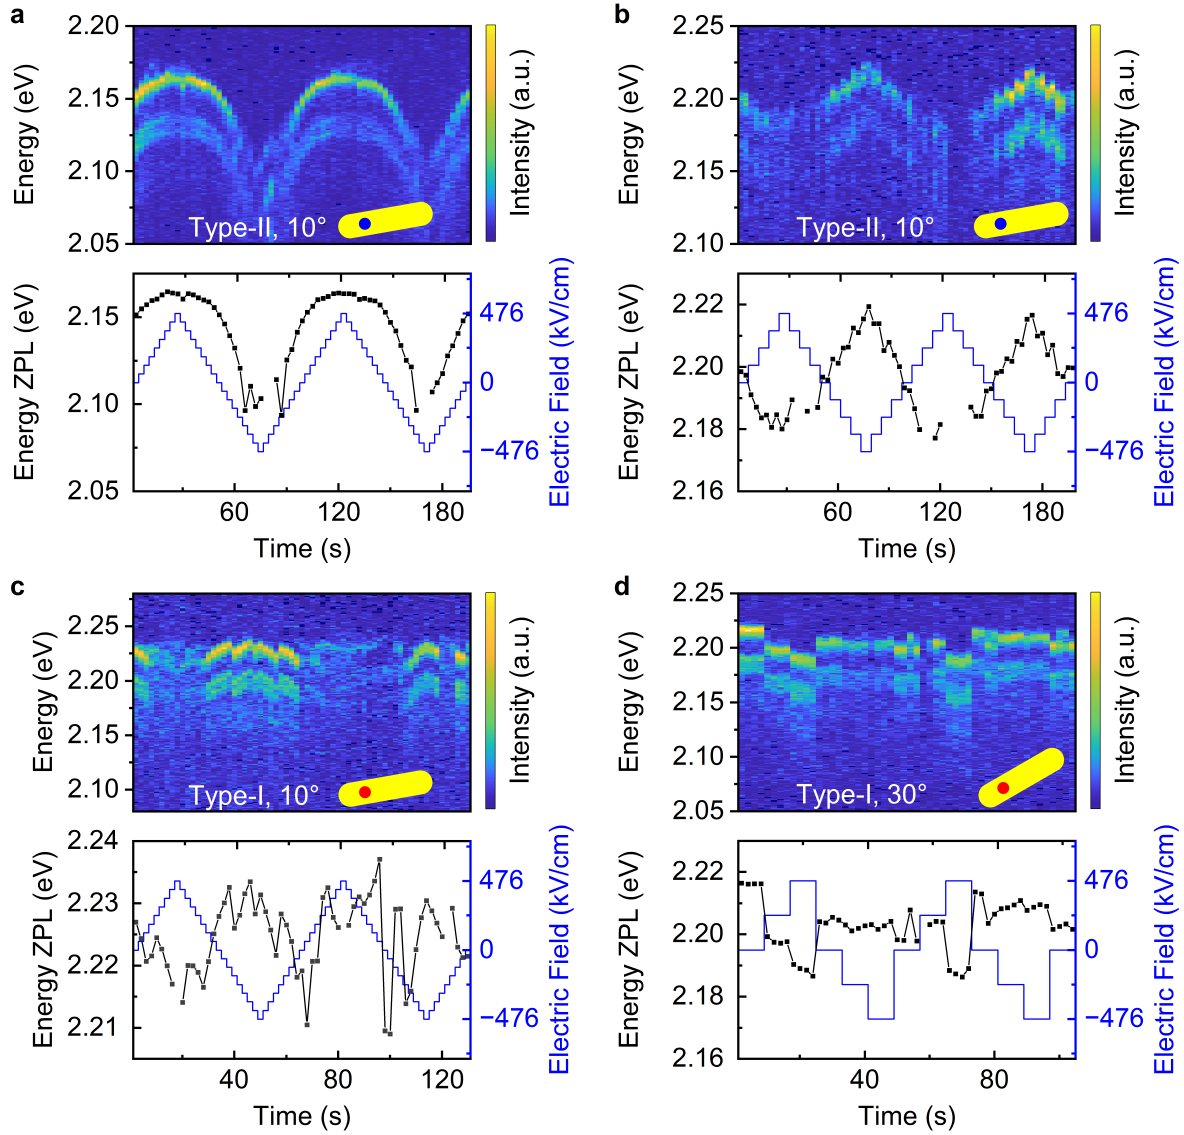 a
2.20
2.15
2.10
2.05
Energy (eV)
Type-II, 10°
Intensity (a.u.)
2.15
2.10
2.05
Energy ZPL (eV)
476
0
−476
Electric Field (kV/cm)
60
120
180
Time (s)
b
2.25
2.20
2.15
2.10
Energy (eV)
Type-II, 10°
Intensity (a.u.)
2.22
2.20
2.18
2.16
Energy ZPL (eV)
476
0
−476
Electric Field (kV/cm)
60
120
180
Time (s)
c
2.25
2.20
2.15
2.10
Energy (eV)
Type-I, 10°
Intensity (a.u.)
2.24
2.23
2.22
2.21
Energy ZPL (eV)
476
0
−476
Electric Field (kV/cm)
40
80
120
Time (s)
d
2.25
2.20
2.15
2.10
2.05
Energy (eV)
Type-I, 30°
Intensity (a.u.)
2.22
2.20
2.18
2.16
Energy ZPL (eV)
476
0
−476
Electric Field (kV/cm)
40
80
Time (s)